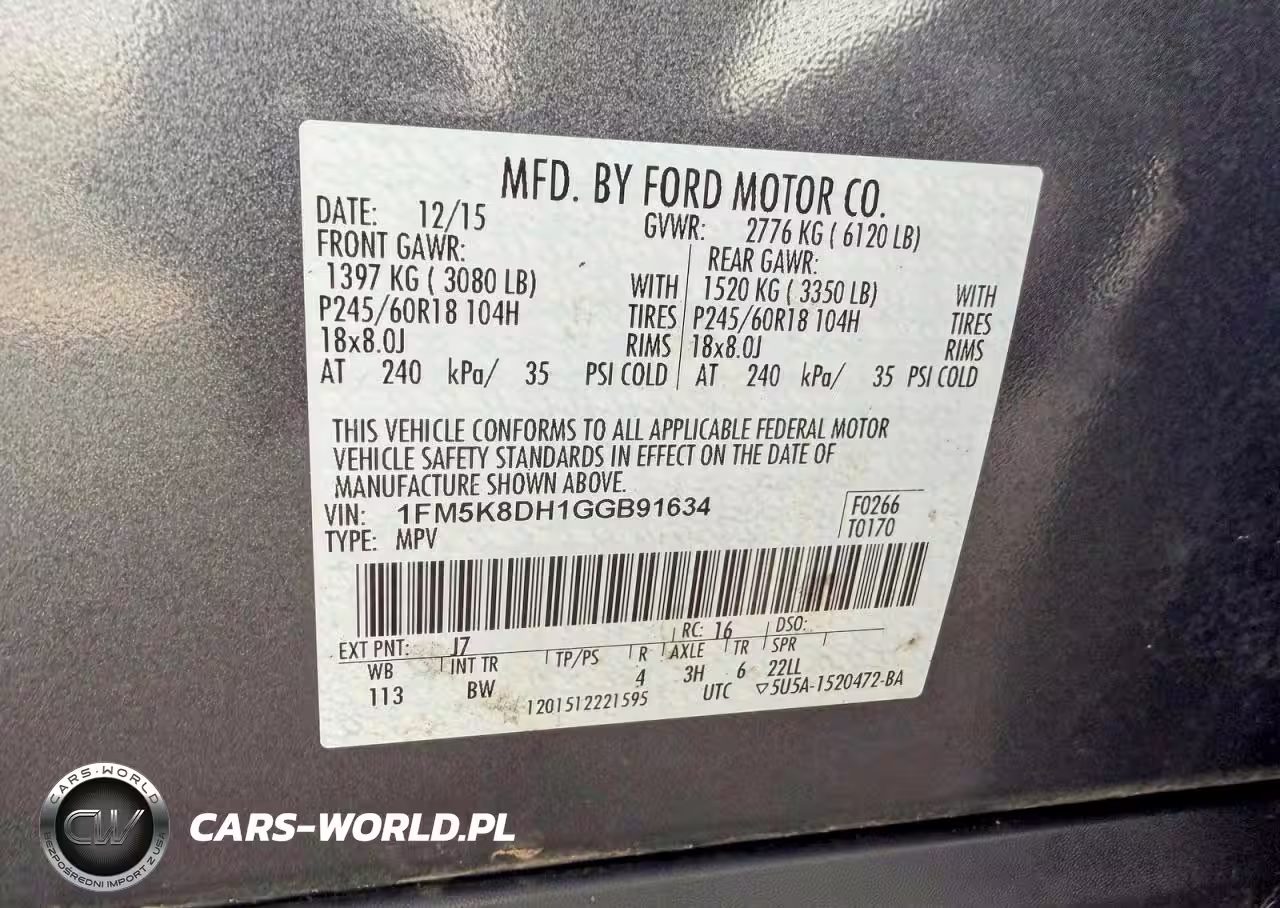 MFD. BY FORD MOTOR CO.
DATE: 12/15 GVWR: 2776 KG ( 6120 LB)
FRONT GAWR: REAR GAWR:
1397 KG ( 3080 LB) WITH 1520 KG ( 3350 LB) WITH
P245/60R18 104H TIRES P245/60R18 104H TIRES
18x8.0J RIMS 18x8.0J RIMS
AT 240 kPa/ 35 PSI COLD AT 240 kPa/ 35 PSI COLD
THIS VEHICLE CONFORMS TO ALL APPLICABLE FEDERAL MOTOR
VEHICLE SAFETY STANDARDS IN EFFECT ON THE DATE OF
MANUFACTURE SHOWN ABOVE.
VIN: 1FM5K8DH1GGB91634 F0266
TYPE: MPV T0170
EXT PNT: J7 RC: 16 DSO:
WB INT TR TP/PS R AXLE TR SPR
113 BW 4 3H 6 22LL
1201512221595 UTC ▽5U5A-1520472-BA
CARS-WORLD
CW
BEZPOŚREDNI IMPORT Z USA
CARS-WORLD.PL